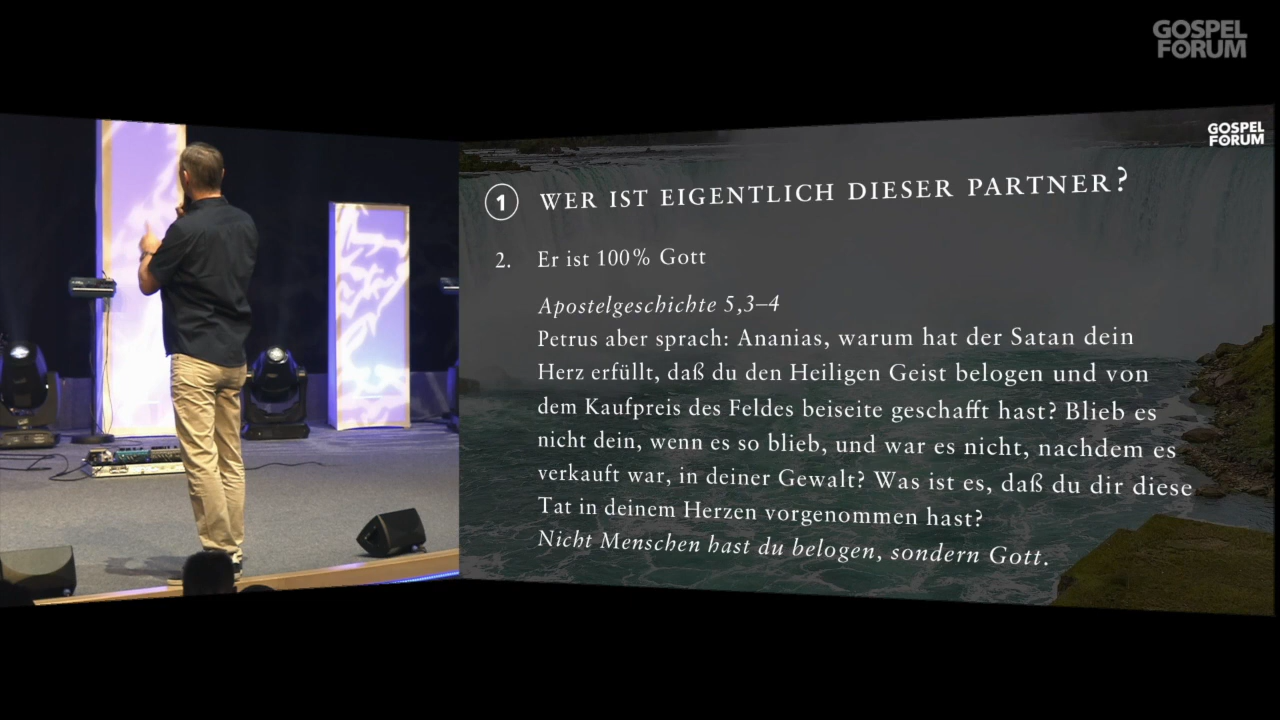 GOSPEL
FORUM
GOSPEL
FORUM
1 WER IST EIGENTLICH DIESER PARTNER?
2. Er ist 100% Gott
Apostelgeschichte 5,3–4
Petrus aber sprach: Ananias, warum hat der Satan dein
Herz erfüllt, daß du den Heiligen Geist belogen und von
dem Kaufpreis des Feldes beiseite geschafft hast? Blieb es
nicht dein, wenn es so blieb, und war es nicht, nachdem es
verkauft war, in deiner Gewalt? Was ist es, daß du dir diese
Tat in deinem Herzen vorgenommen hast?
Nicht Menschen hast du belogen, sondern Gott.